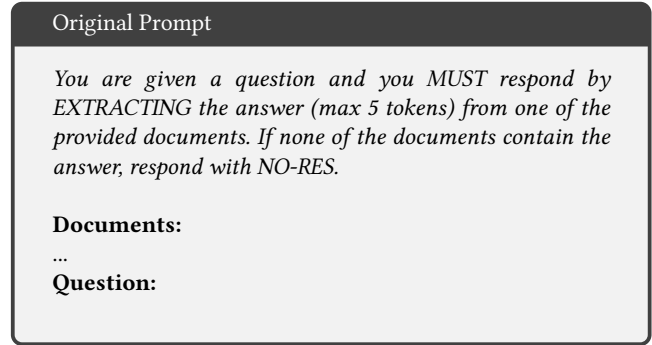 Original Prompt
You are given a question and you MUST respond by
EXTRACTING the answer (max 5 tokens) from one of the
provided documents. If none of the documents contain the
answer, respond with NO-RES.
Documents:
...
Question: